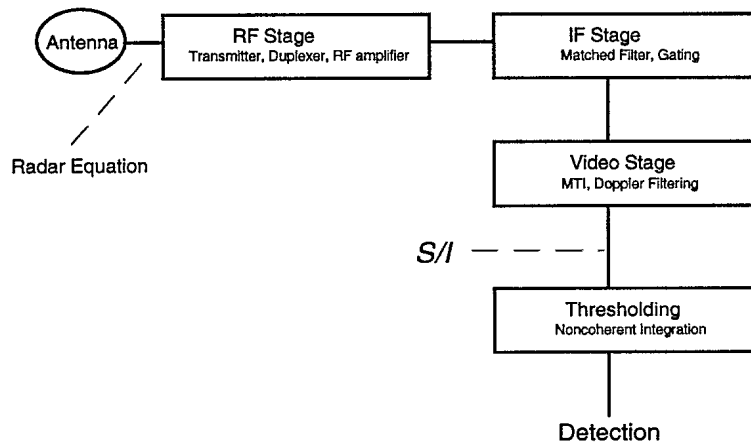 Antenna
RF Stage
Transmitter, Duplexer, RF amplifier
IF Stage
Matched Filter, Gating
Radar Equation
Video Stage
MTI, Doppler Filtering
S/I
Thresholding
Noncoherent Integration
Detection